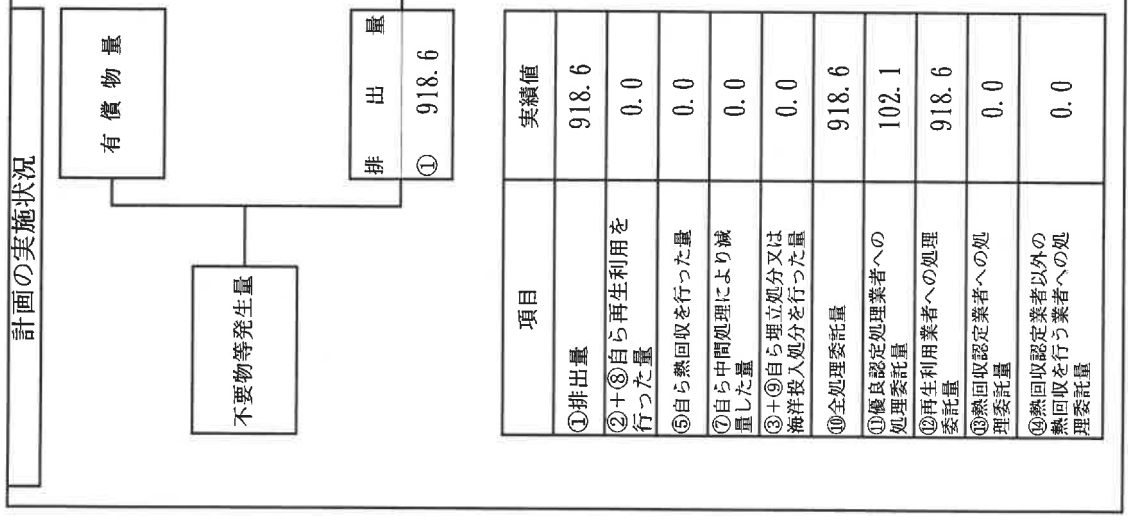 計画の実施状況
有償物量
不要物等発生量
排出量
① 918.6
項目 実績値
①排出量 918.6
②+⑧自ら再生利用を
行った量 0.0
⑤自ら熱回収を行った量 0.0
⑦自ら中間処理により減
量した量 0.0
③+⑨自ら埋立処分又は
海洋投入処分を行った量 0.0
⑩全処理委託量 918.6
⑪優良認定処理業者への
処理委託量 102.1
⑫再生利用業者への処理
委託量 918.6
⑬熱回収認定業者への処
理委託量 0.0
⑭熱回収認定業者以外の
熱回収を行う業者への処
理委託量 0.0